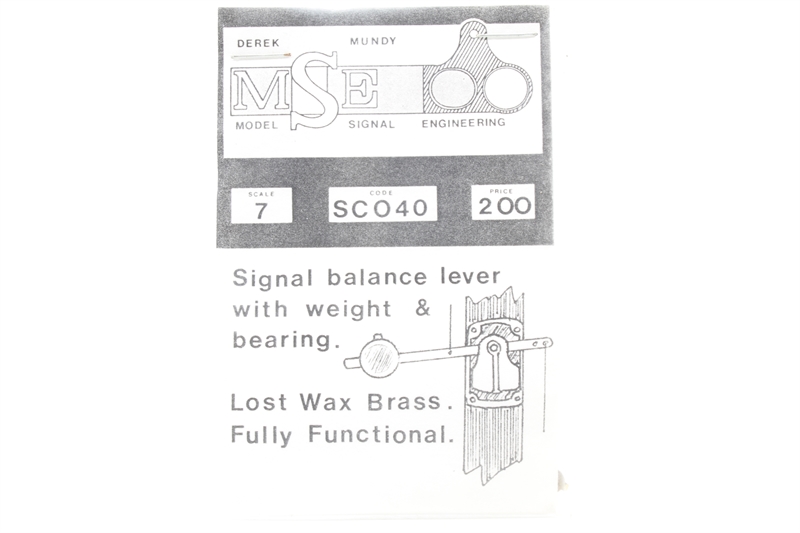 DEREK MUNDY
MSE
MODEL SIGNAL ENGINEERING
SCALE CODE PRICE
7 SCO40 200
Signal balance lever
with weight &
bearing.
Lost Wax Brass.
Fully Functional.